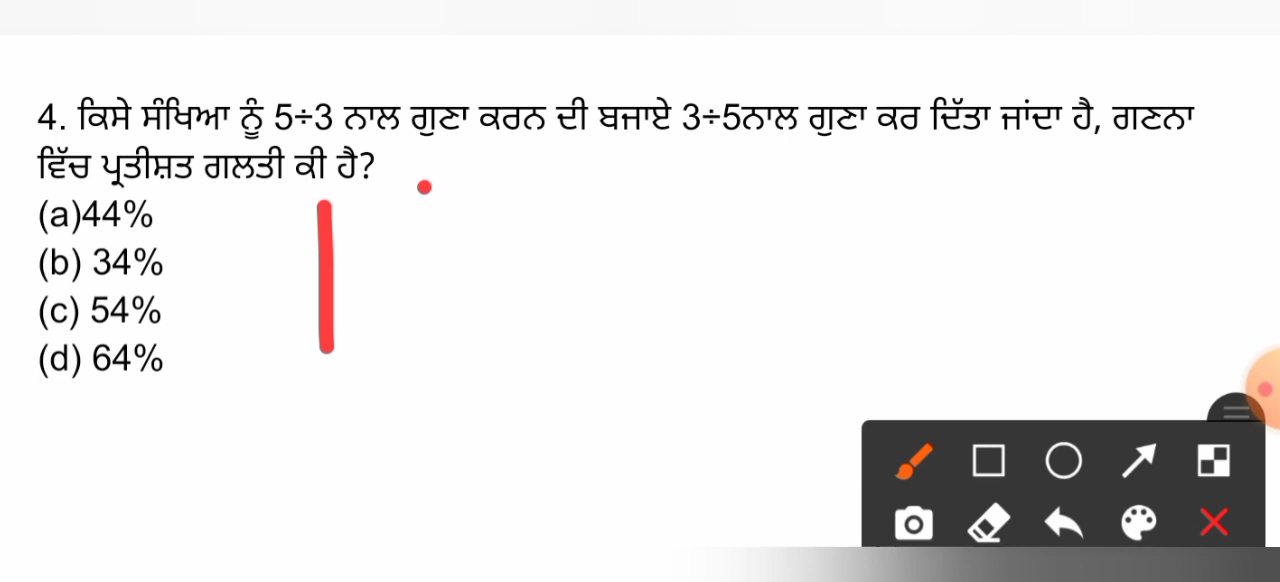 4. ਕਿਸੇ ਸੰਖਿਆ ਨੂੰ 5÷3 ਨਾਲ ਗੁਣਾ ਕਰਨ ਦੀ ਬਜਾਏ 3÷5ਨਾਲ ਗੁਣਾ ਕਰ ਦਿੱਤਾ ਜਾਂਦਾ ਹੈ, ਗਣਨਾ
ਵਿੱਚ ਪ੍ਰਤੀਸ਼ਤ ਗਲਤੀ ਕੀ ਹੈ?
(a)44%
(b) 34%
(c) 54%
(d) 64%